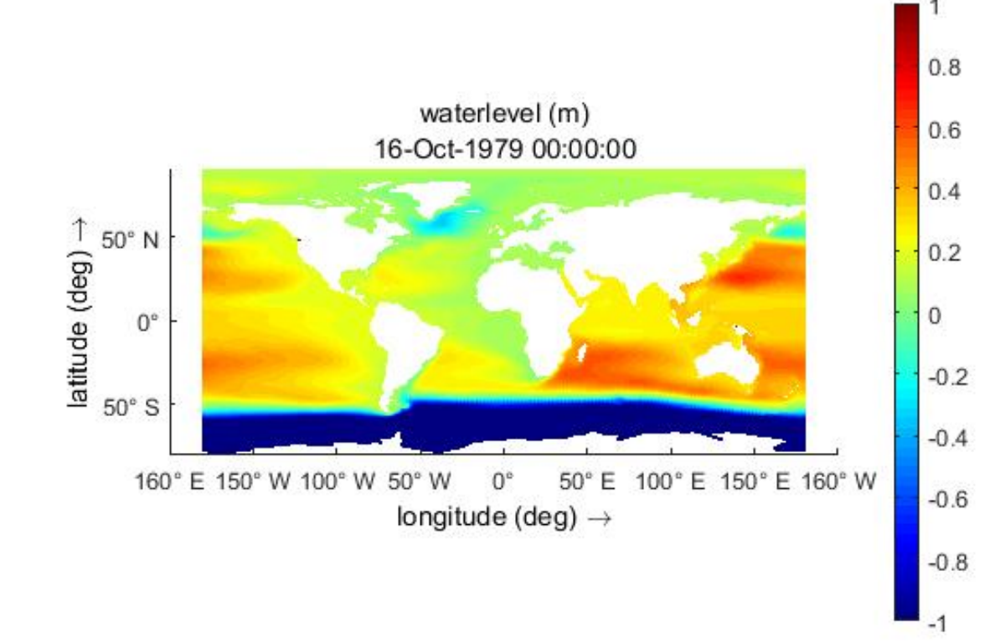 waterlevel (m)
16-Oct-1979 00:00:00
latitude (deg) →
50° N
0°
50° S
160° E 150° W 100° W 50° W 0° 50° E 100° E 150° E 160° W
longitude (deg) →
1
0.8
0.6
0.4
0.2
0
-0.2
-0.4
-0.6
-0.8
-1